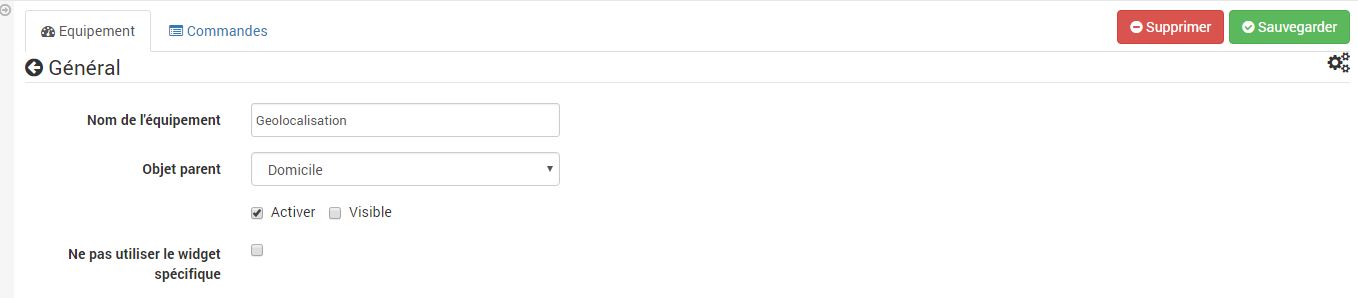 Equipement
Commandes
Supprimer
Sauvegarder
Général
Nom de l'équipement
Geolocalisation
Objet parent
Domicile
Activer
Visible
Ne pas utiliser le widget
spécifique